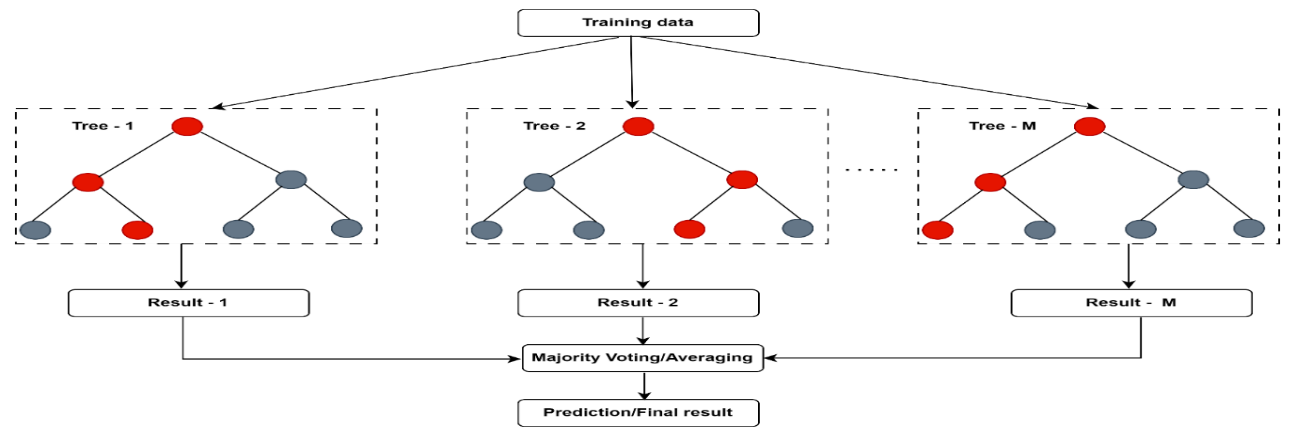 Training data
Tree - 1
Tree - 2
Tree - M
.....
Result - 1
Result - 2
Result - M
Majority Voting/Averaging
Prediction/Final result